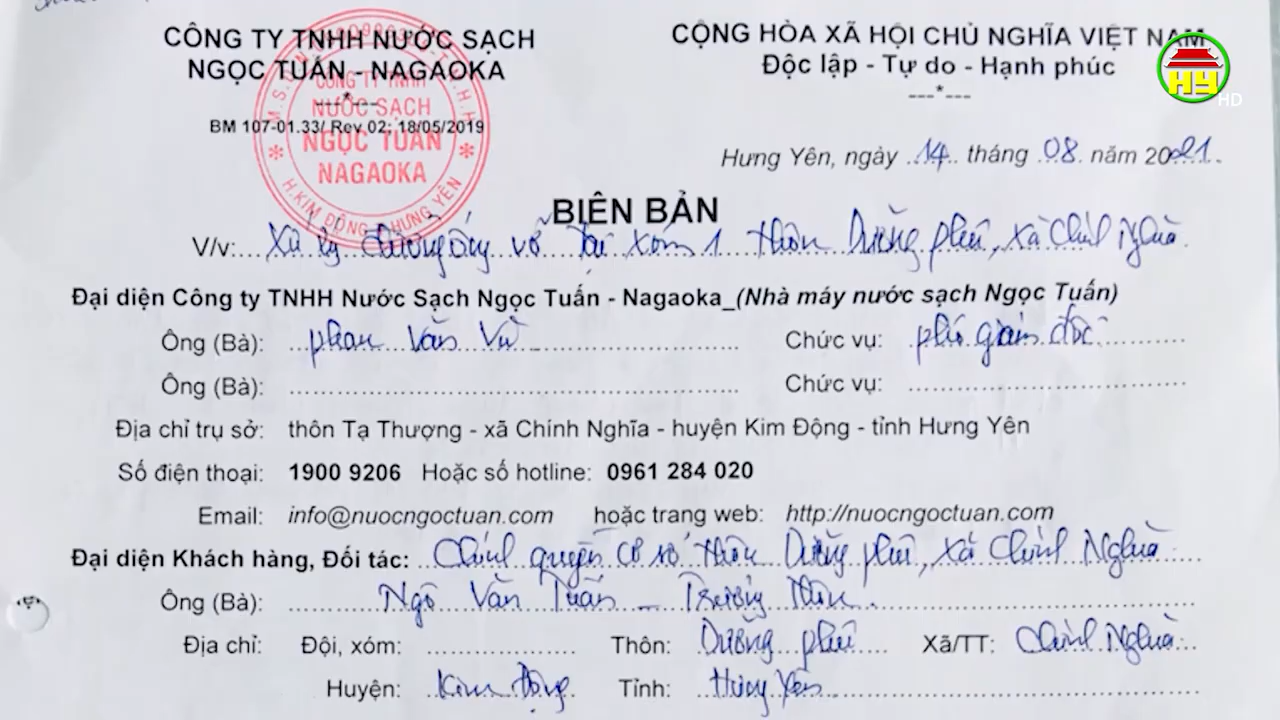 CÔNG TY TNHH NƯỚC SẠCH
NGỌC TUẤN - NAGAOKA
---*---
BM 107-01.33/ Rev 02: 18/05/2019
CỘNG HÒA XÃ HỘI CHỦ NGHĨA VIỆT NAM
Độc lập - Tự do - Hạnh phúc
---*---
HY HD
CÔNG TY TNHH
NƯỚC SẠCH
NGỌC TUẤN
NAGAOKA
H.KIM ĐỘNG - T.HƯNG YÊN
Hưng Yên, ngày 14 tháng 08 năm 2021
BIÊN BẢN
V/v: Xử lý đường ống vỡ Tại xóm 1 thôn Dưỡng phú, xã Chính Nghĩa
Đại diện Công ty TNHH Nước Sạch Ngọc Tuấn - Nagaoka_(Nhà máy nước sạch Ngọc Tuấn)
Ông (Bà): phan Văn Vũ Chức vụ: phó giám đốc
Ông (Bà): Chức vụ:
Địa chỉ trụ sở: thôn Tạ Thượng - xã Chính Nghĩa - huyện Kim Động - tỉnh Hưng Yên
Số điện thoại: 1900 9206 Hoặc số hotline: 0961 284 020
Email: info@nuocngoctuan.com hoặc trang web: http://nuocngoctuan.com
Đại diện Khách hàng, Đối tác: Chính quyền cơ sở thôn Dưỡng phú, xã Chính Nghĩa
Ông (Bà): Ngô Văn Tuấn - Trưởng thôn.
Địa chỉ: Đội, xóm: Thôn: Dưỡng phú Xã/TT: Chính Nghĩa
Huyện: Kim Động Tỉnh: Hưng Yên